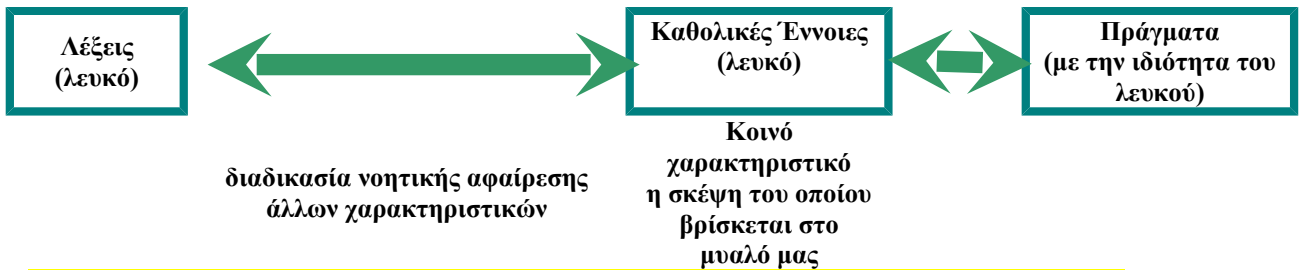 Λέξεις
(λευκό)
Καθολικές Έννοιες
(λευκό)
Πράγματα
(με την ιδιότητα του
λευκού)
διαδικασία νοητικής αφαίρεσης
άλλων χαρακτηριστικών
Κοινό
χαρακτηριστικό
η σκέψη του οποίου
βρίσκεται στο
μυαλό μας